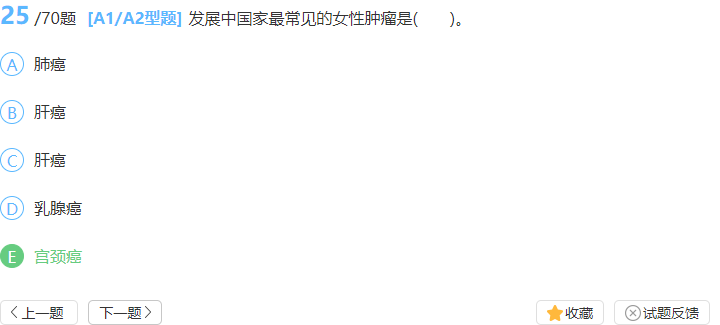 25 /70题 [A1/A2型题] 发展中国家最常见的女性肿瘤是( )。
A 肺癌
B 肝癌
C 肝癌
D 乳腺癌
E 宫颈癌
上一题 下一题 收藏 试题反馈